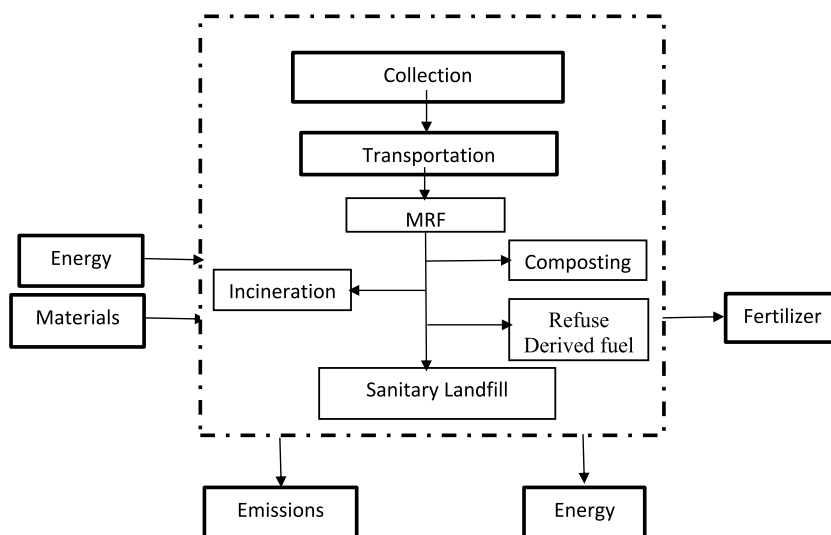 Collection
Transportation
MRF
Energy
Composting
Incineration
Materials
Refuse
Derived fuel
Fertilizer
Sanitary Landfill
Emissions
Energy